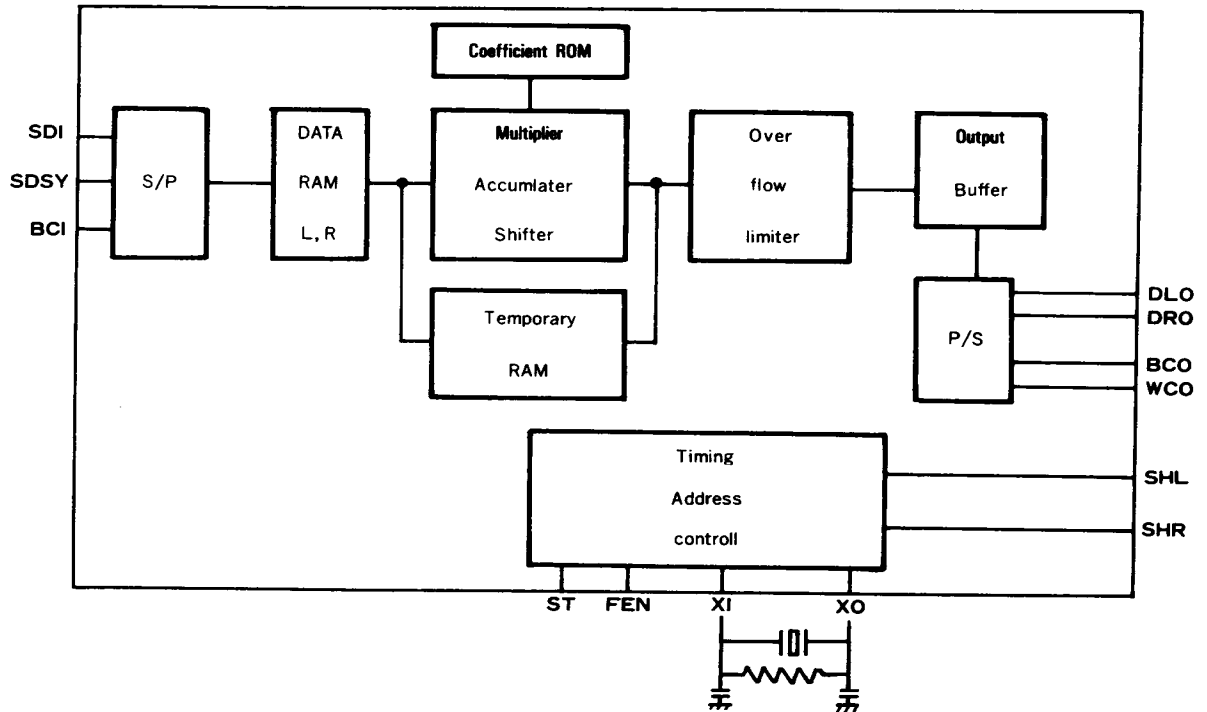 Coefficient ROM
SDI
SDSY
BCI
S/P
DATA
RAM
L, R
Multiplier
Accumlater
Shifter
Over
flow
limiter
Output
Buffer
Temporary
RAM
P/S
DLO
DRO
BCO
WCO
Timing
Address
controll
SHL
SHR
ST
FEN
XI
XO